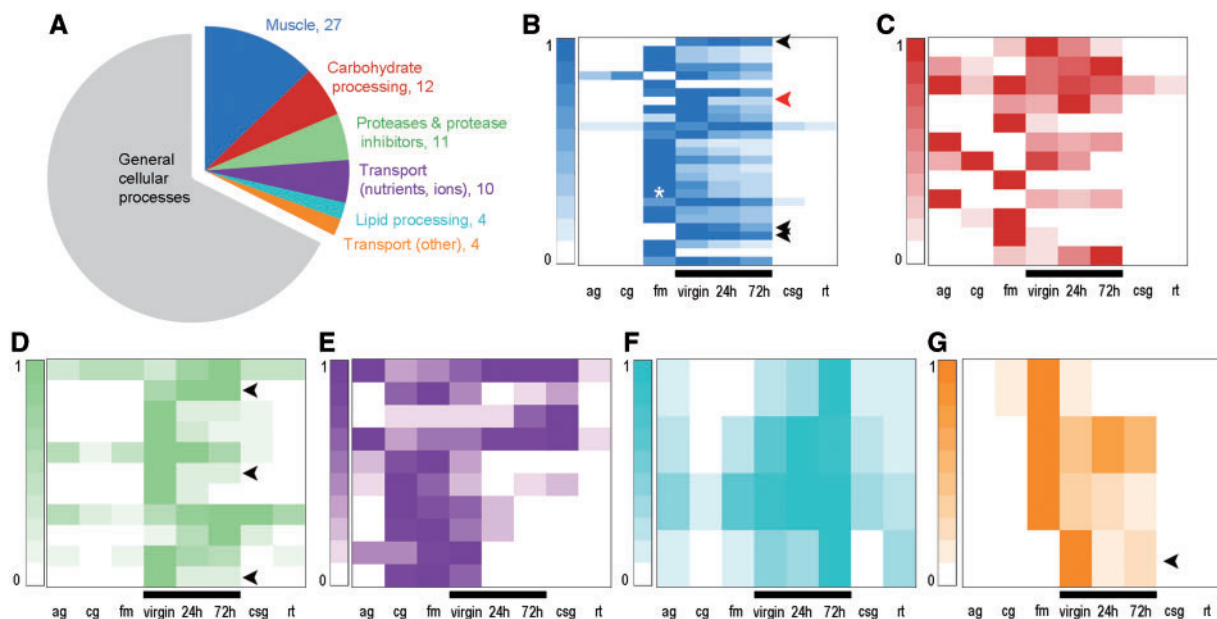 A
Muscle, 27
Carbohydrate
processing, 12
Proteases & protease
inhibitors, 11
Transport
(nutrients, ions), 10
Lipid processing, 4
Transport (other), 4
General
cellular
processes
B
1
0
*
ag cg fm virgin 24h 72h csg rt
C
1
0
ag cg fm virgin 24h 72h csg rt
D
1
0
ag cg fm virgin 24h 72h csg rt
E
1
0
ag cg fm virgin 24h 72h csg rt
F
1
0
ag cg fm virgin 24h 72h csg rt
G
1
0
ag cg fm virgin 24h 72h csg rt